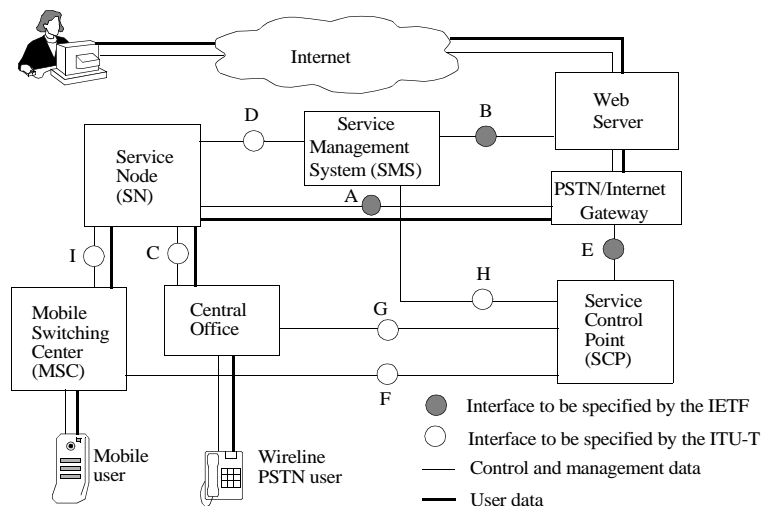 Internet
Web
Server
D
B
Service
Management
System (SMS)
Service
Node
(SN)
A
PSTN/Internet
Gateway
I
C
E
H
Mobile
Switching
Center
(MSC)
Central
Office
G
Service
Control
Point
(SCP)
F
Interface to be specified by the IETF
Interface to be specified by the ITU-T
Mobile
user
Wireline
PSTN user
Control and management data
User data